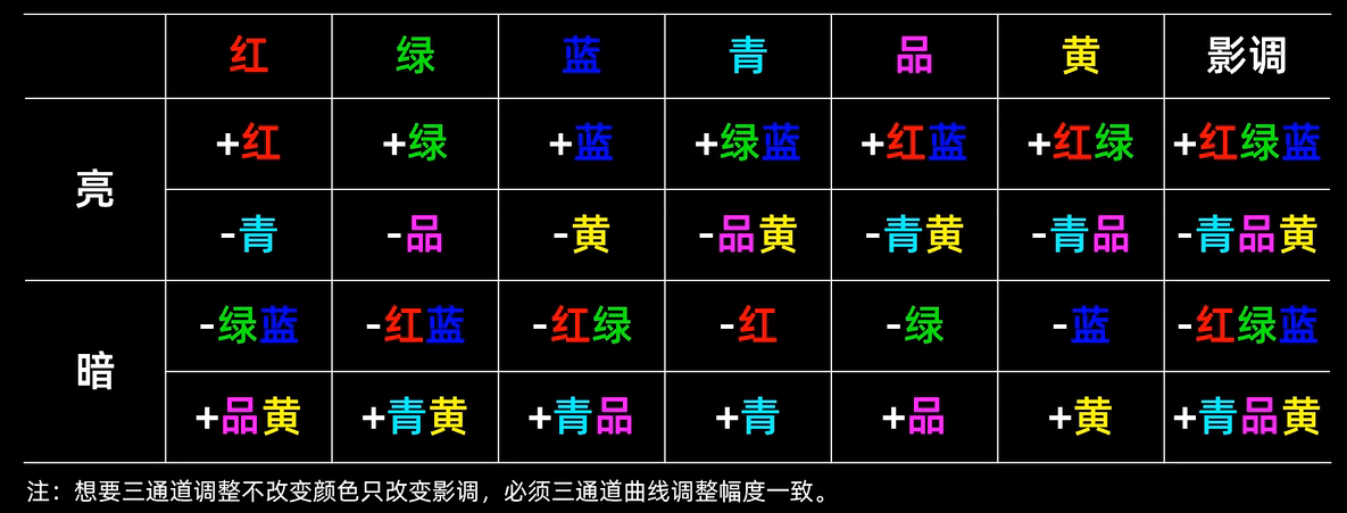 红 绿 蓝 青 品 黄 影调
亮
+红 +绿 +蓝 +绿蓝 +红蓝 +红绿 +红绿蓝
-青 -品 -黄 -品黄 -青黄 -青品 -青品黄
暗
-绿蓝 -红蓝 -红绿 -红 -绿 -蓝 -红绿蓝
+品黄 +青黄 +青品 +青 +品 +黄 +青品黄
注：想要三通道调整不改变颜色只改变影调，必须三通道曲线调整幅度一致。